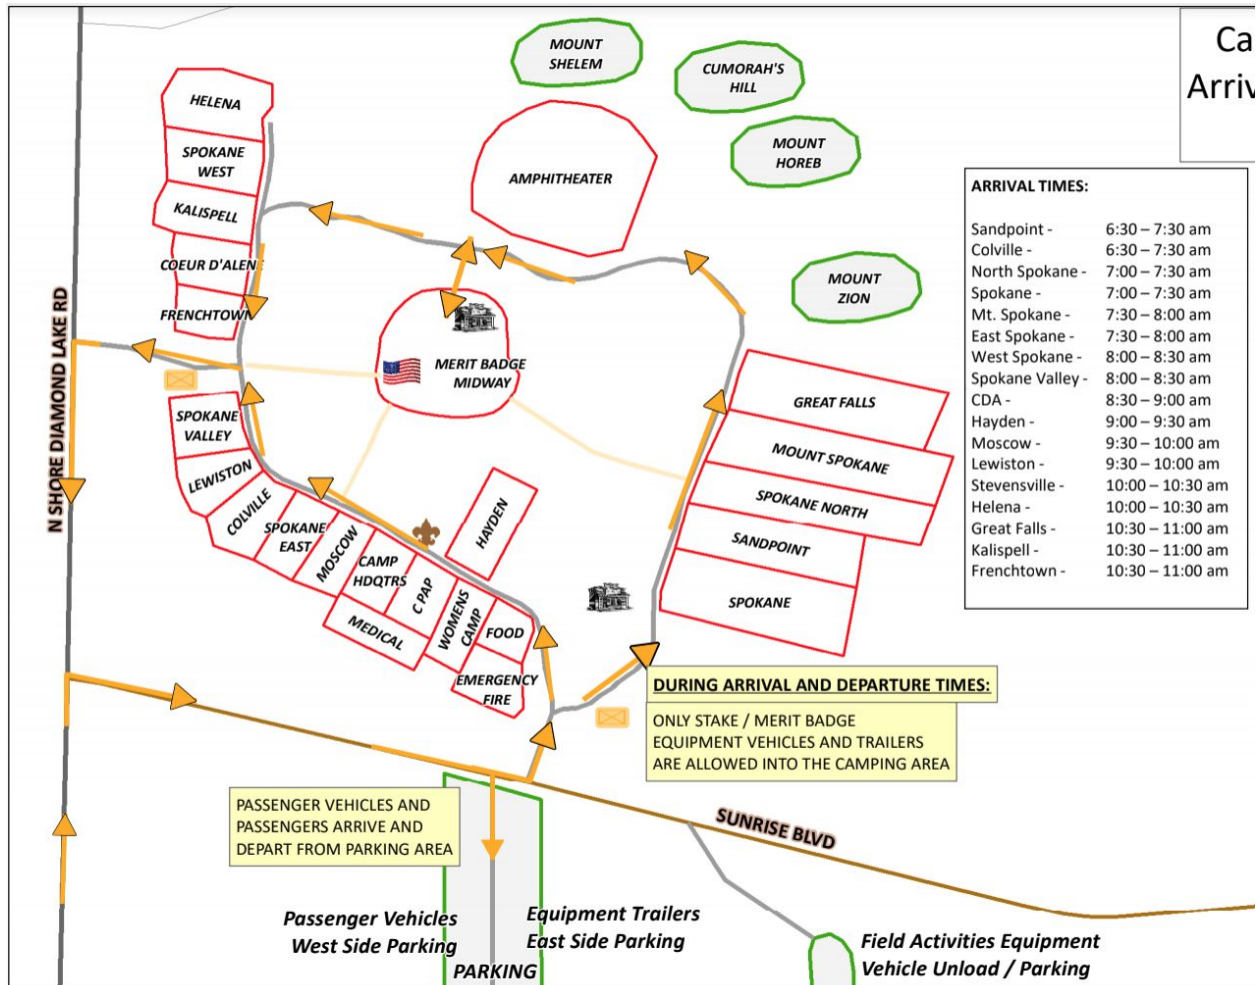 Ca
Arriv
MOUNT
SHELEM
CUMORAH'S
HILL
MOUNT
HOREB
MOUNT
ZION
AMPHITHEATER
HELENA
SPOKANE
WEST
KALISPELL
COEUR D'ALENE
FRENCHTOWN
N SHORE DIAMOND LAKE RD
MERIT BADGE
MIDWAY
SPOKANE
VALLEY
LEWISTON
COLVILLE
SPOKANE
EAST
MOSCOW
CAMP
HDQTRS
C PAP
MEDICAL
WOMENS
CAMP
FOOD
EMERGENCY
FIRE
HAYDEN
GREAT FALLS
MOUNT SPOKANE
SPOKANE NORTH
SANDPOINT
SPOKANE
ARRIVAL TIMES:
Sandpoint - 6:30 – 7:30 am
Colville - 6:30 – 7:30 am
North Spokane - 7:00 – 7:30 am
Spokane - 7:00 – 7:30 am
Mt. Spokane - 7:30 – 8:00 am
East Spokane - 7:30 – 8:00 am
West Spokane - 8:00 – 8:30 am
Spokane Valley - 8:00 – 8:30 am
CDA - 8:30 – 9:00 am
Hayden - 9:00 – 9:30 am
Moscow - 9:30 – 10:00 am
Lewiston - 9:30 – 10:00 am
Stevensville - 10:00 – 10:30 am
Helena - 10:00 – 10:30 am
Great Falls - 10:30 – 11:00 am
Kalispell - 10:30 – 11:00 am
Frenchtown - 10:30 – 11:00 am
DURING ARRIVAL AND DEPARTURE TIMES:
ONLY STAKE / MERIT BADGE
EQUIPMENT VEHICLES AND TRAILERS
ARE ALLOWED INTO THE CAMPING AREA
PASSENGER VEHICLES AND
PASSENGERS ARRIVE AND
DEPART FROM PARKING AREA
SUNRISE BLVD
Passenger Vehicles
West Side Parking
Equipment Trailers
East Side Parking
PARKING
Field Activities Equipment
Vehicle Unload / Parking